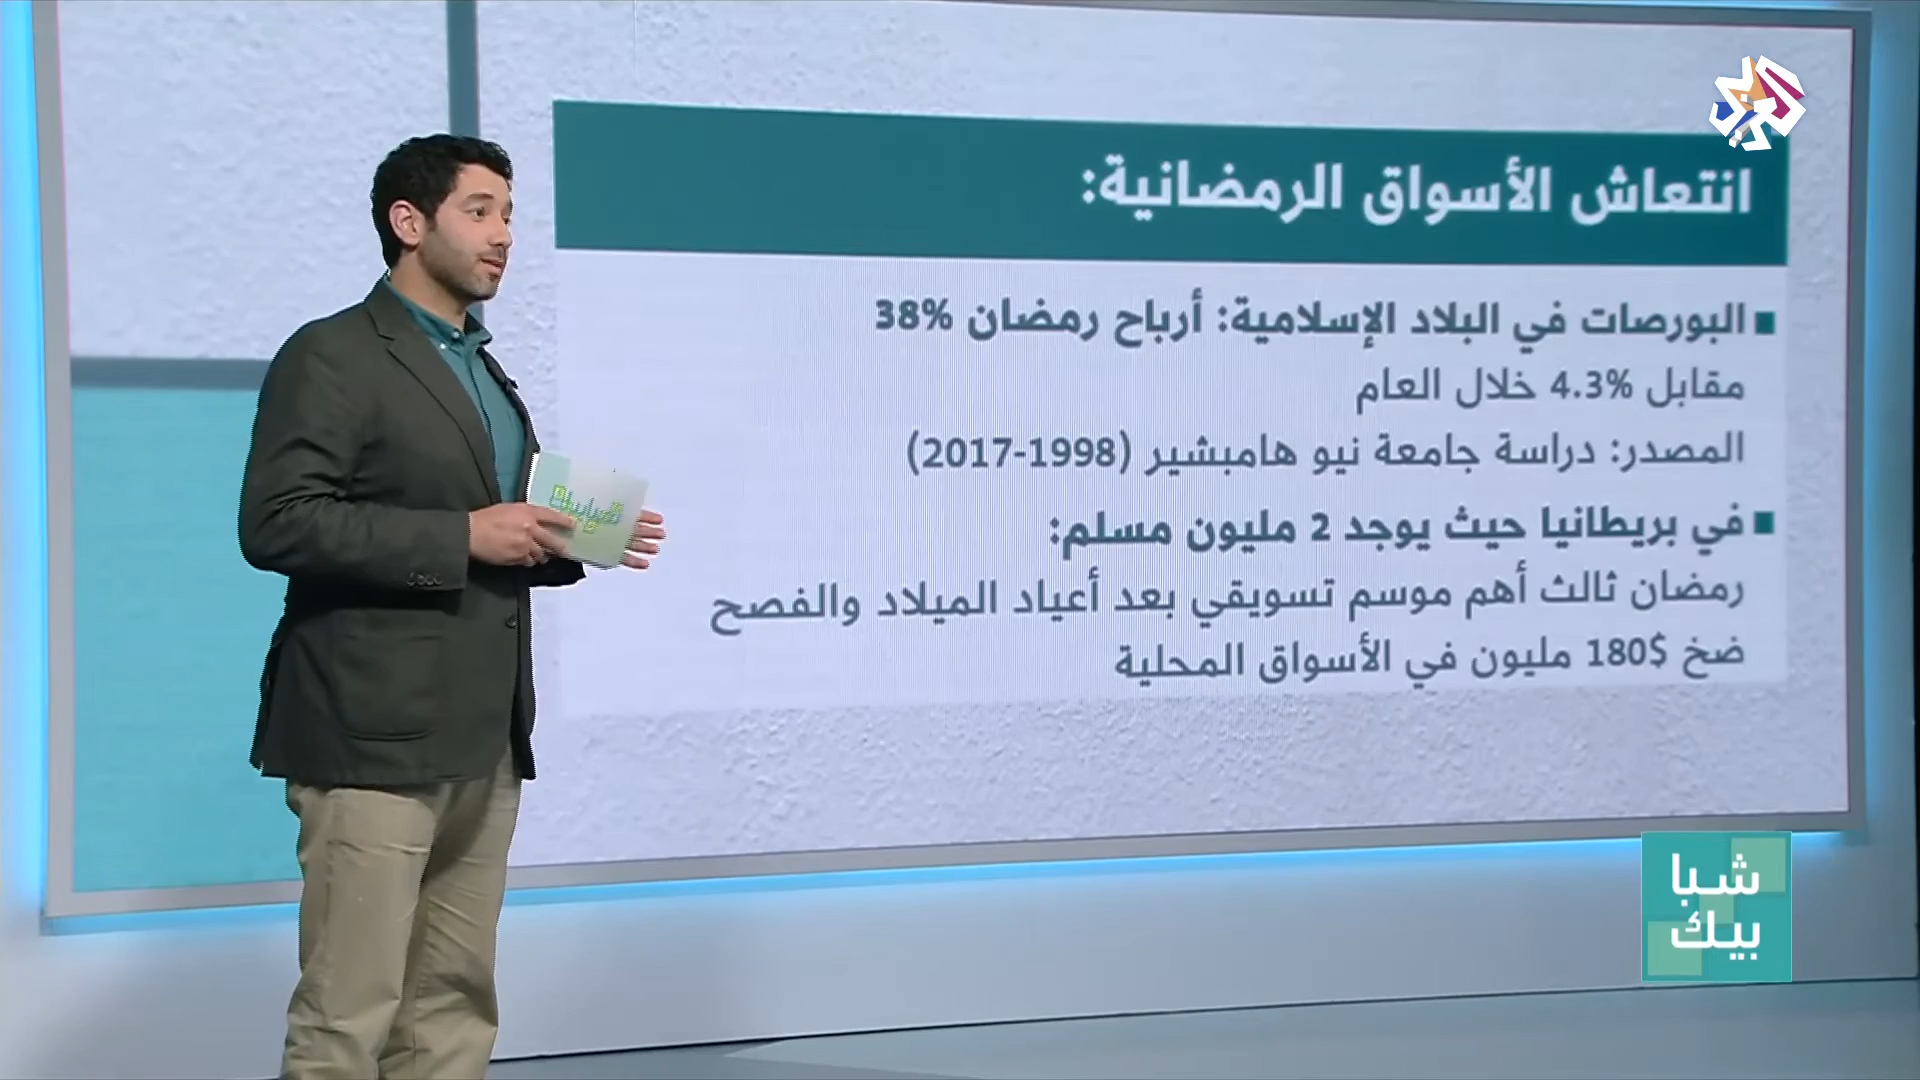 انتعاش الأسواق الرمضانية:
البورصات في البلاد الإسلامية: أرباح رمضان 38%
مقابل 4.3% خلال العام
المصدر: دراسة جامعة نيو هامبشير (1998-2017)
في بريطانيا حيث يوجد 2 مليون مسلم:
رمضان ثالث أهم موسم تسويقي بعد أعياد الميلاد والفصح
ضخ $180 مليون في الأسواق المحلية
شبابيك
شبا
بيك